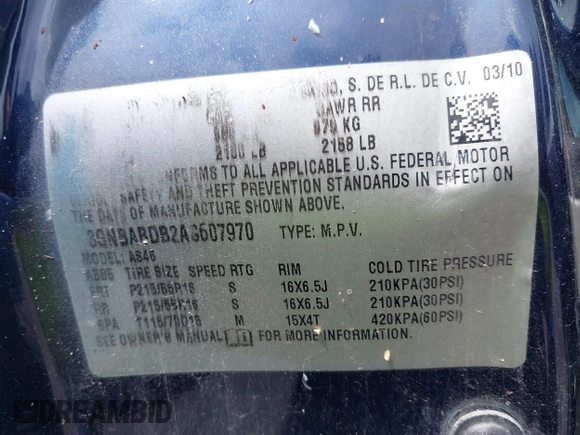 , S. DE R.L. DE C.V. 03/10
GAWR RR
979 KG
LB 2158 LB
TO ALL APPLICABLE U.S. FEDERAL MOTOR
SAFETY AND THEFT PREVENTION STANDARDS IN EFFECT ON
THE DATE OF MANUFACTURE SHOWN ABOVE.
TYPE: M.P.V.
MODEL:
TIRE SIZE SPEED RTG RIM COLD TIRE PRESSURE
FRT P215/55R16 S 16X6.5J 210KPA(30PSI)
RR P215/55R16 S 16X6.5J 210KPA(30PSI)
SPA T115/70D15 M 15X4T 420KPA(60PSI)
SEE OWNER'S MANUAL FOR MORE INFORMATION.
DREAMBID